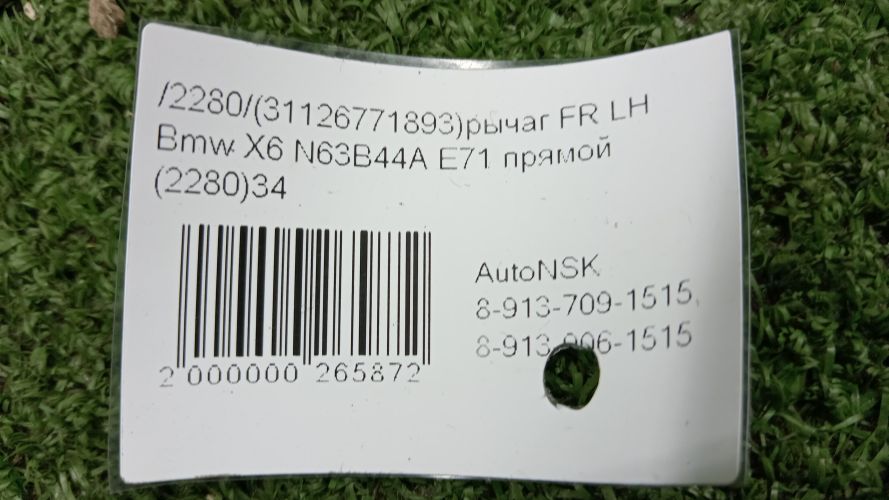 /2280/(31126771893)рычаг FR LH
Bmw X6 N63B44A E71 прямой
(2280)34
AutoNSK
8-913-709-1515,
8-913-906-1515
2 000000 265872